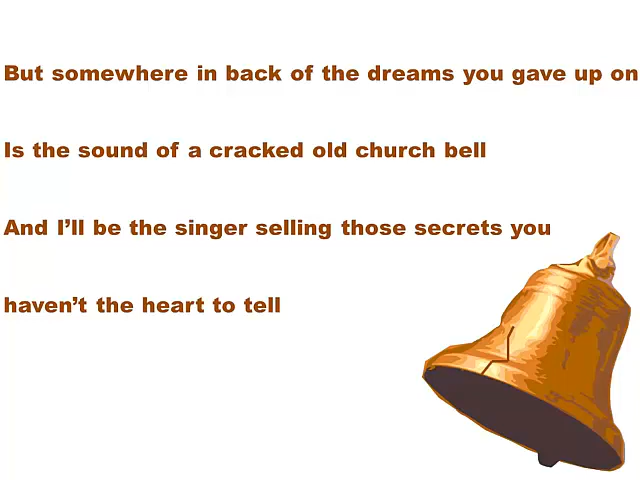 But somewhere in back of the dreams you gave up on
Is the sound of a cracked old church bell
And I’ll be the singer selling those secrets you
haven’t the heart to tell